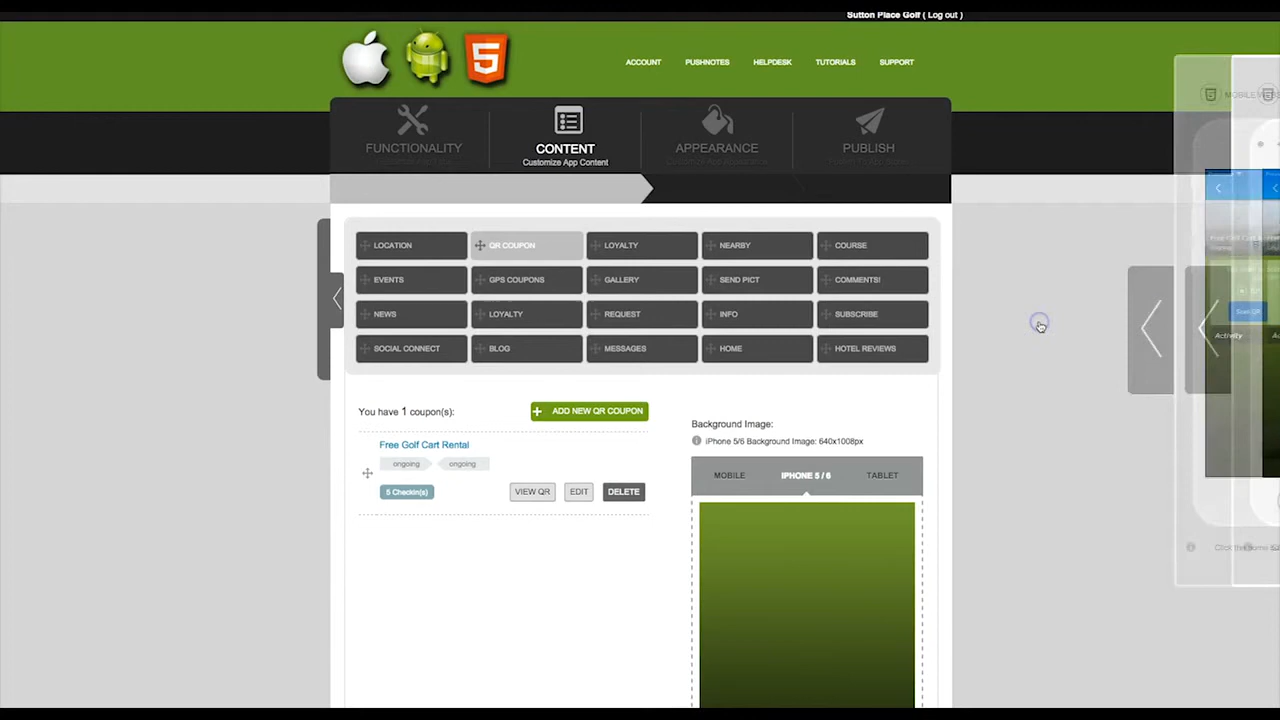 Sutton Place Golf ( Log out )
ACCOUNT PUSHNOTES HELPDESK TUTORIALS SUPPORT
FUNCTIONALITY CONTENT APPEARANCE PUBLISH
Customize App Content
LOCATION QR COUPON LOYALTY NEARBY COURSE
EVENTS GPS COUPONS GALLERY SEND PICT COMMENTS!
NEWS LOYALTY REQUEST INFO SUBSCRIBE
SOCIAL CONNECT BLOG MESSAGES HOME HOTEL REVIEWS
You have 1 coupon(s):
+ ADD NEW QR COUPON
Free Golf Cart Rental
ongoing ongoing
5 Checkin(s)
VIEW QR EDIT DELETE
Background Image:
iPhone 5/6 Background Image: 640x1008px
MOBILE IPHONE 5 / 6 TABLET
Activity